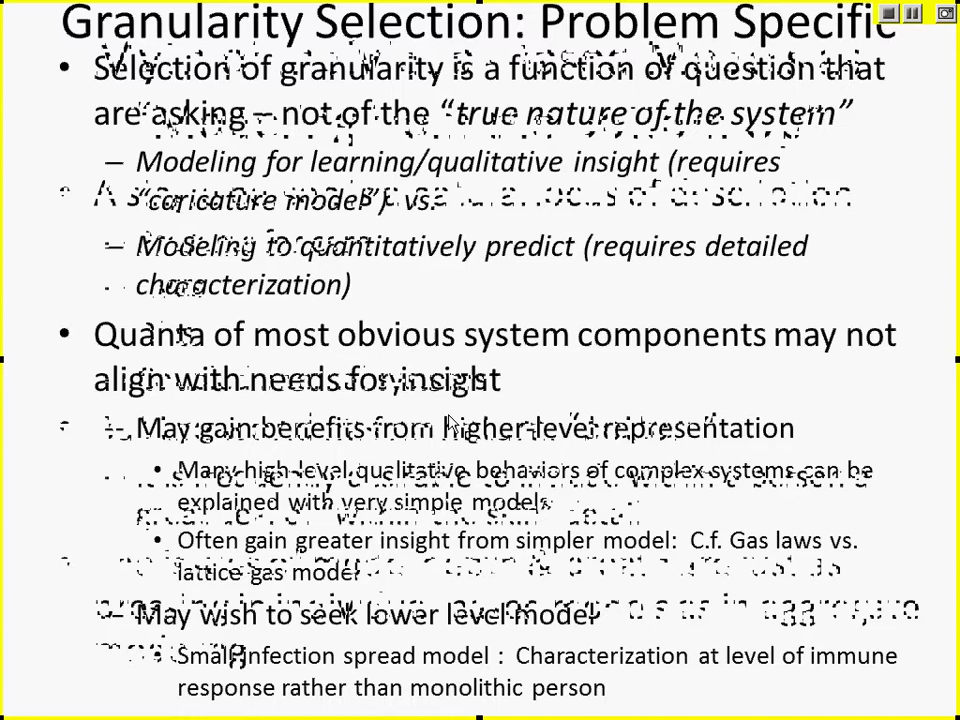 Granularity Selection: Problem Specific
• Selection of granularity is a function of question that
are asking – not of the “true nature of the system”
– Modeling for learning/qualitative insight (requires
“caricature model”) vs.
– Modeling to quantitatively predict (requires detailed
characterization)
• Quanta of most obvious system components may not
align with needs for insight
– May gain benefits from higher-level representation
• Many high-level qualitative behaviors of complex systems can be
explained with very simple models
• Often gain greater insight from simpler model: C.f. Gas laws vs.
lattice gas model
– May wish to seek lower level model
• Small infection spread model : Characterization at level of immune
response rather than monolithic person